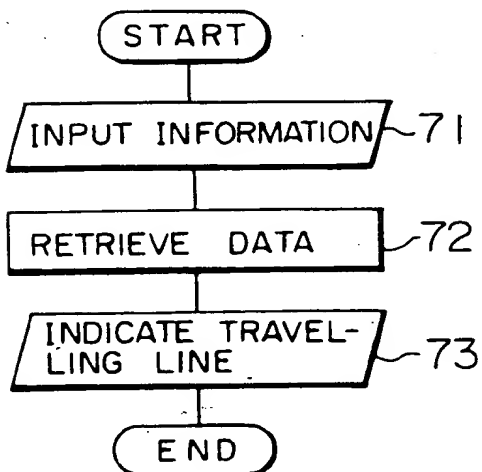 START
INPUT INFORMATION 71
RETRIEVE DATA 72
INDICATE TRAVEL-
LING LINE 73
END